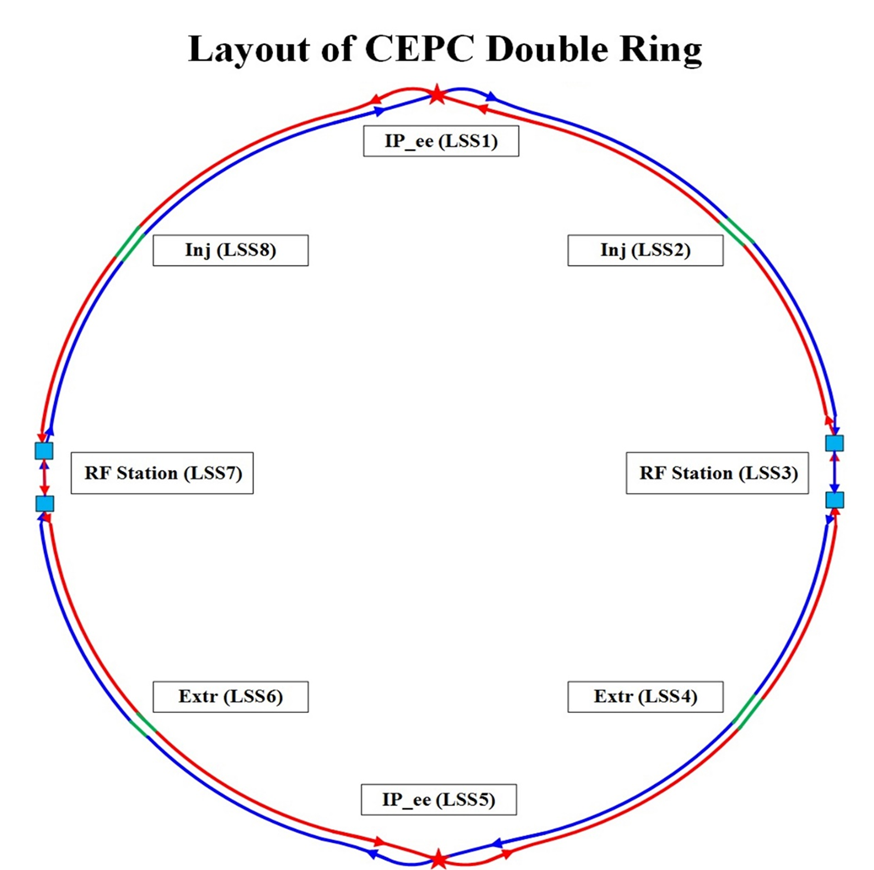 Layout of CEPC Double Ring
IP_ee (LSS1)
Inj (LSS8)
Inj (LSS2)
RF Station (LSS7)
RF Station (LSS3)
Extr (LSS6)
Extr (LSS4)
IP_ee (LSS5)